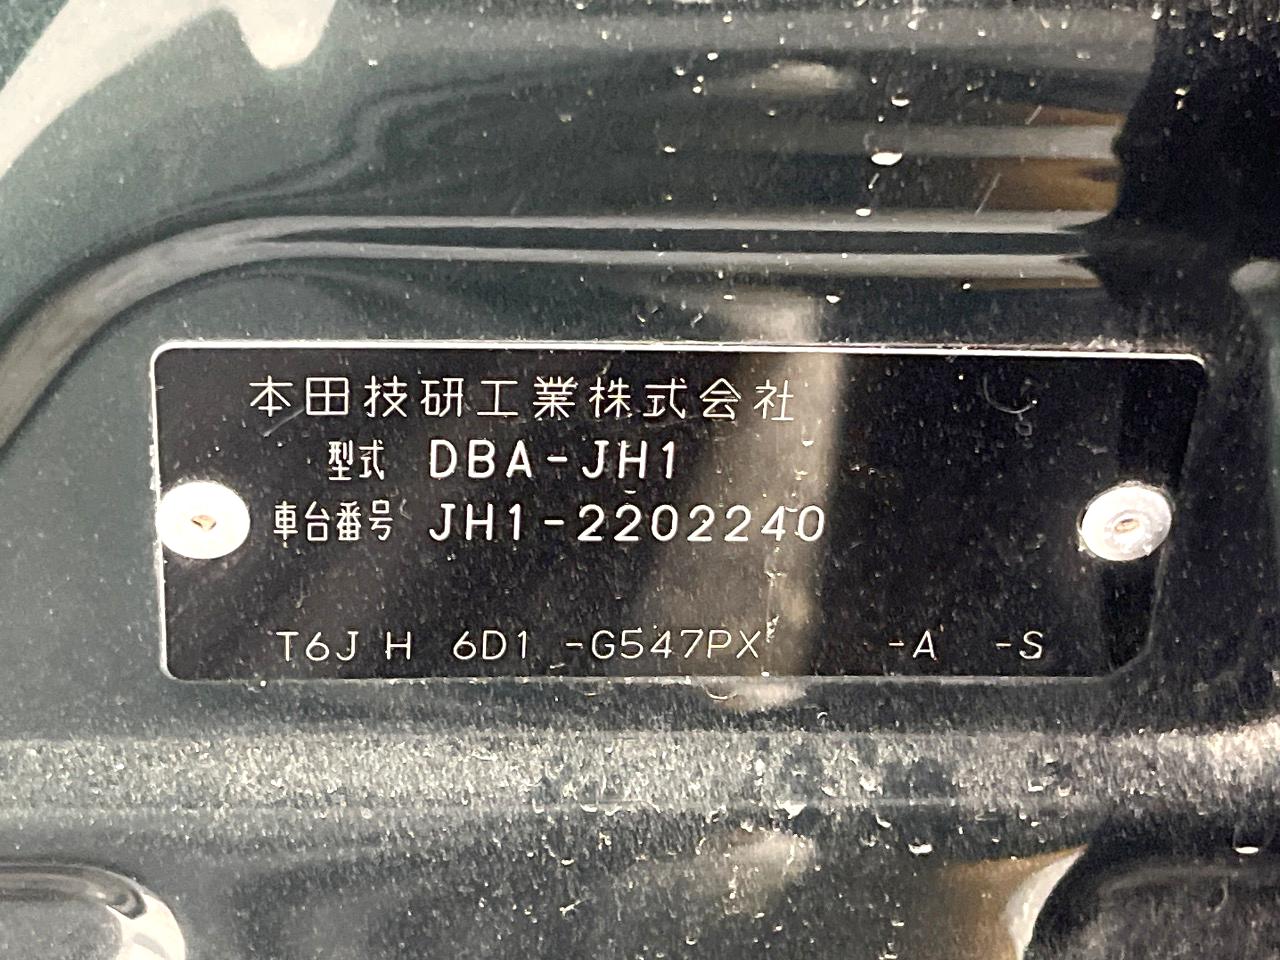 本田技研工業株式会社
型式 DBA-JH1
車台番号 JH1-2202240
T6J H 6D1 -G547PX -A -S